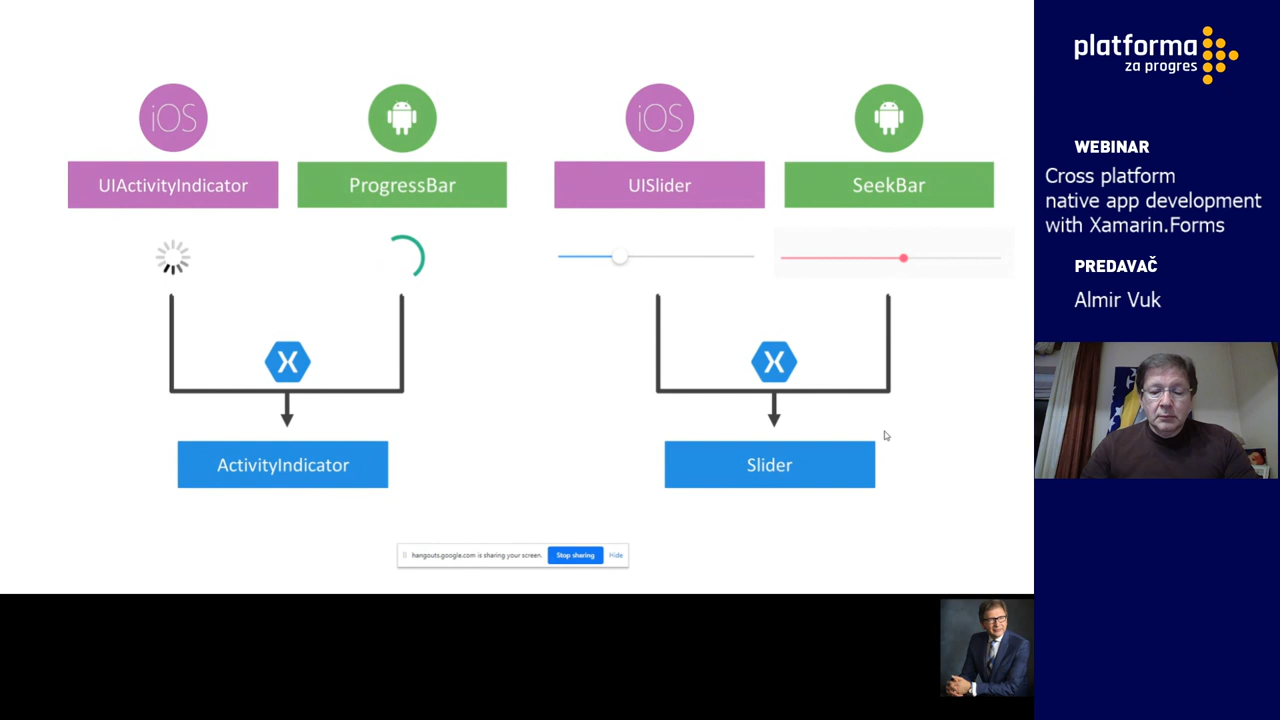 iOS
iOS
UIActivityIndicator
ProgressBar
UISlider
SeekBar
ActivityIndicator
Slider
hangouts.google.com is sharing your screen.
Stop sharing
Hide
platforma
za progres
WEBINAR
Cross platform
native app development
with Xamarin.Forms
PREDAVAČ
Almir Vuk